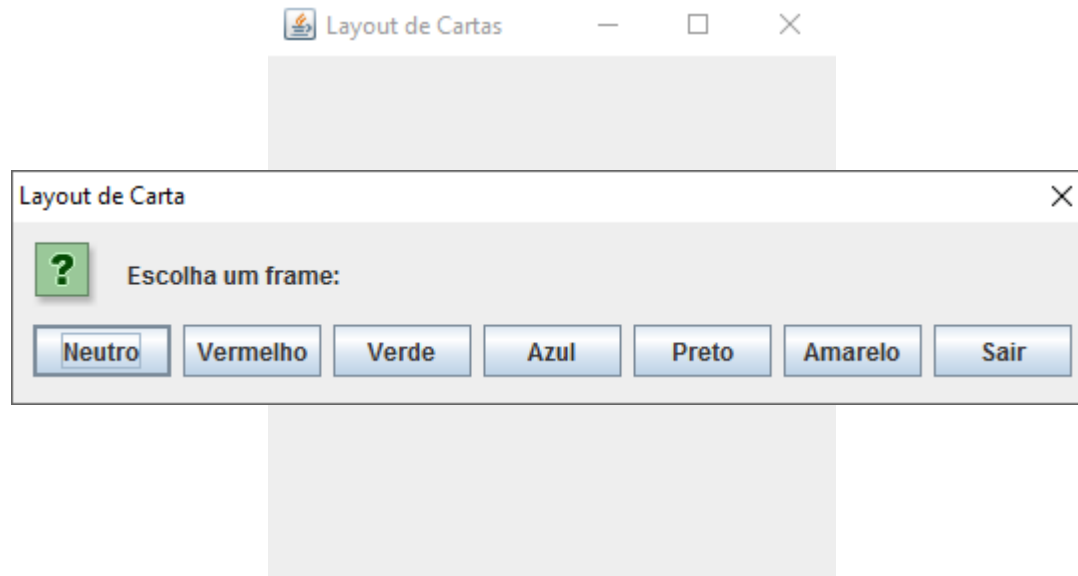 Layout de Cartas
Layout de Carta
?
Escolha um frame:
Neutro Vermelho Verde Azul Preto Amarelo Sair